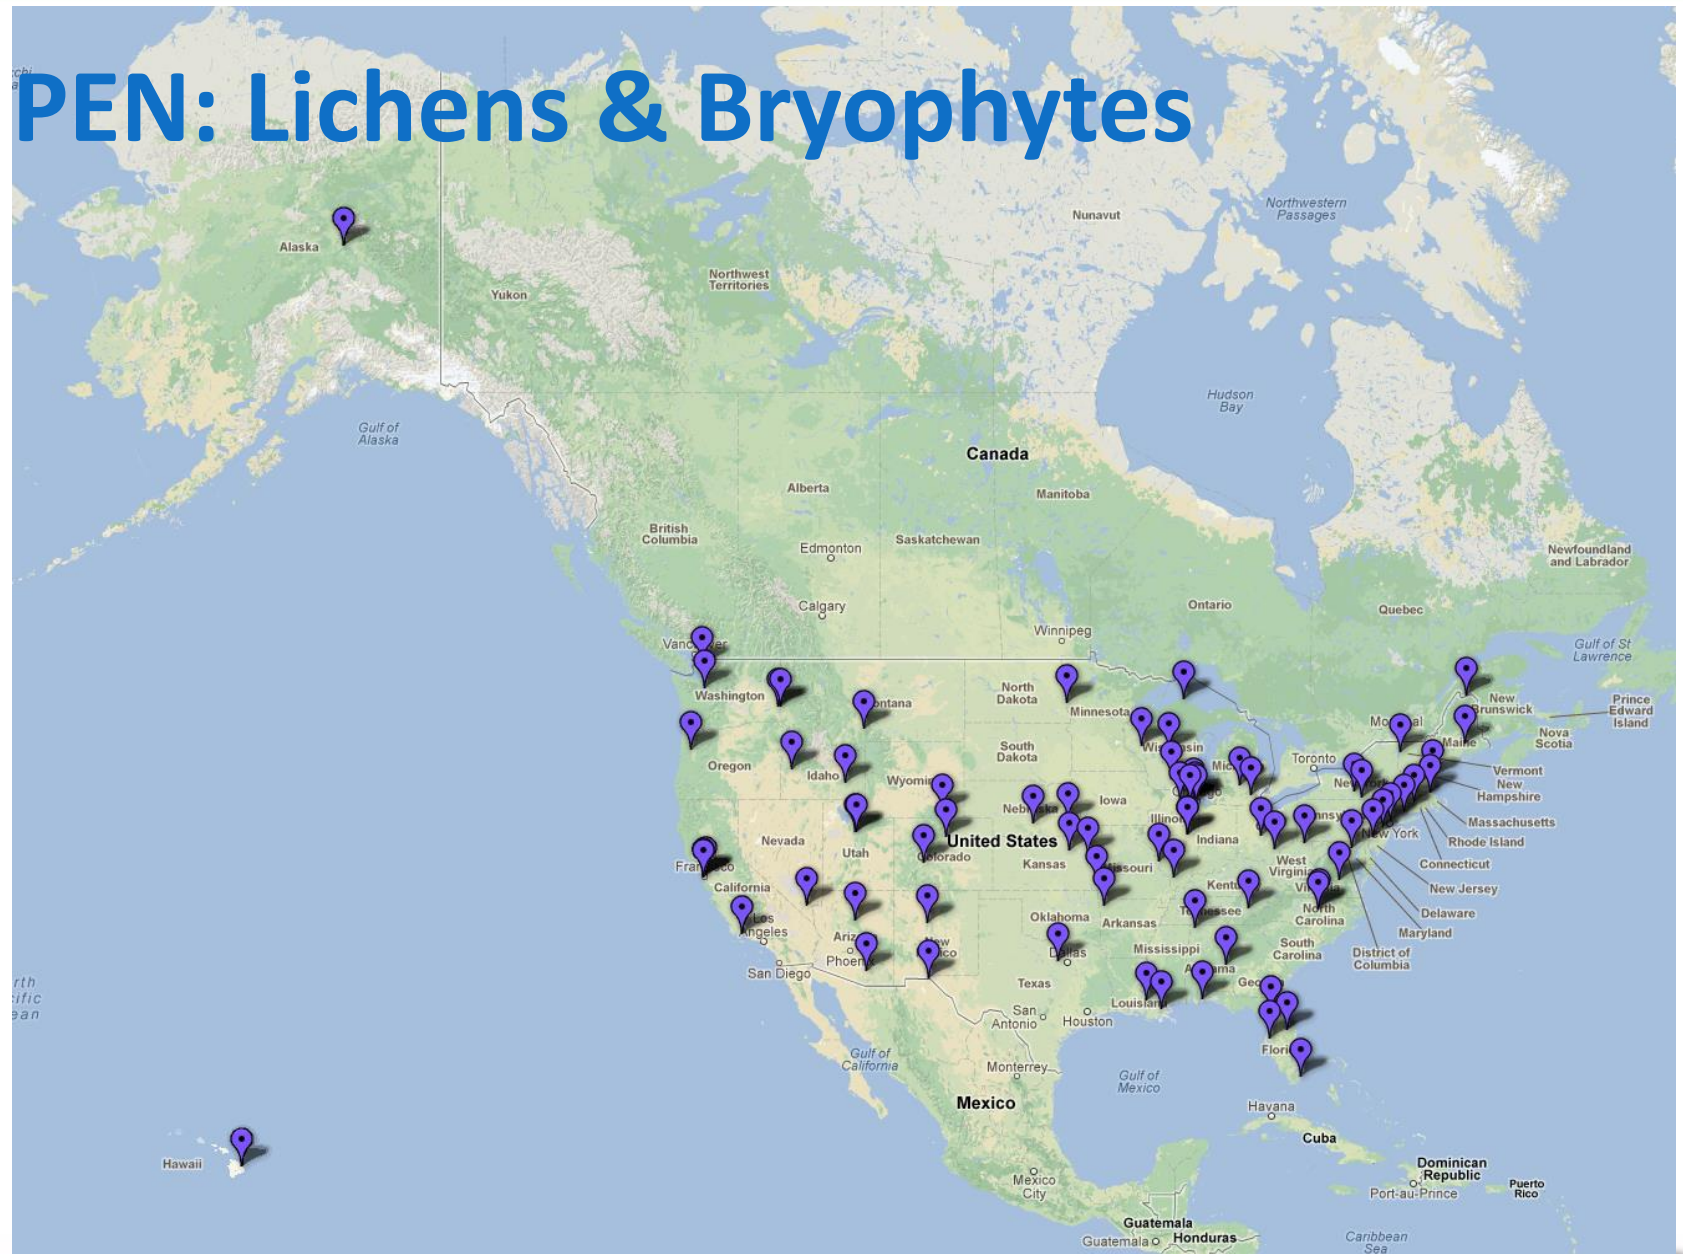 PEN: Lichens & Bryophytes
Northwestern
Passages
Nunavut
Alaska
Northwest
Territories
Yukon
Hudson
Bay
Gulf of
Alaska
Canada
Alberta
Manitoba
British
Columbia
Edmonton
Saskatchewan
Newfoundland
and Labrador
Calgary
Ontario
Quebec
Winnipeg
Gulf of St
Lawrence
Washington
North
Dakota
Minnesota
New
Brunswick
Prince
Edward
Island
Nova
Scotia
Maine
South
Dakota
Toronto
Oregon
Idaho
Vermont
New
Hampshire
Iowa
Massachusetts
Rhode Island
New York
Nevada
United States
Indiana
Utah
Kansas
West
Connecticut
California
New Jersey
Oklahoma
Arkansas
North
Carolina
Delaware
Maryland
Los
Mississippi
South
Carolina
District of
Columbia
San Diego
Texas
San
Antonio
Houston
Gulf of
California
Monterrey
Gulf of
Mexico
Mexico
Havana
Cuba
Hawaii
Dominican
Republic
Port-au-Prince
Puerto
Rico
Mexico
City
Guatemala
Guatemala
Honduras
Caribbean
Sea